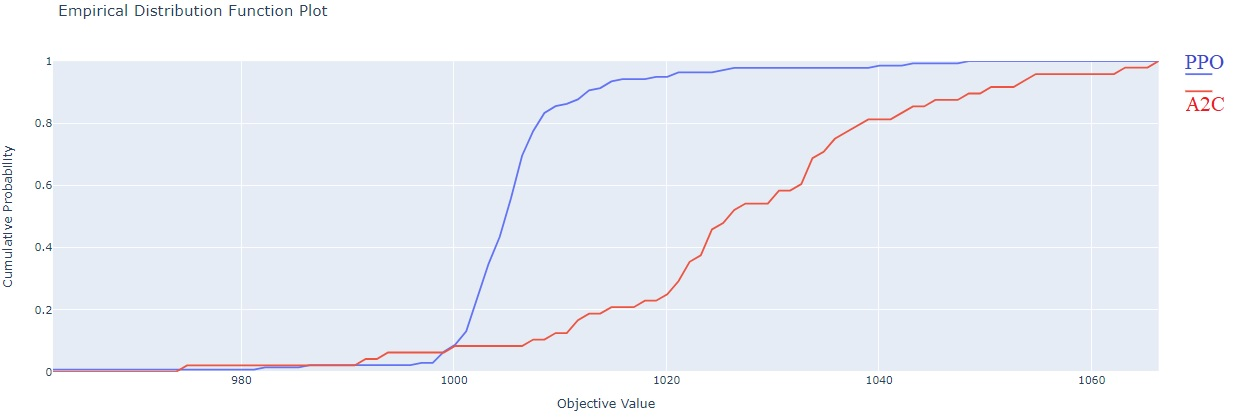 Empirical Distribution Function Plot
1
0.8
0.6
0.4
0.2
0
980
1000
1020
1040
1060
Cumulative Probability
Objective Value
PPO
A2C